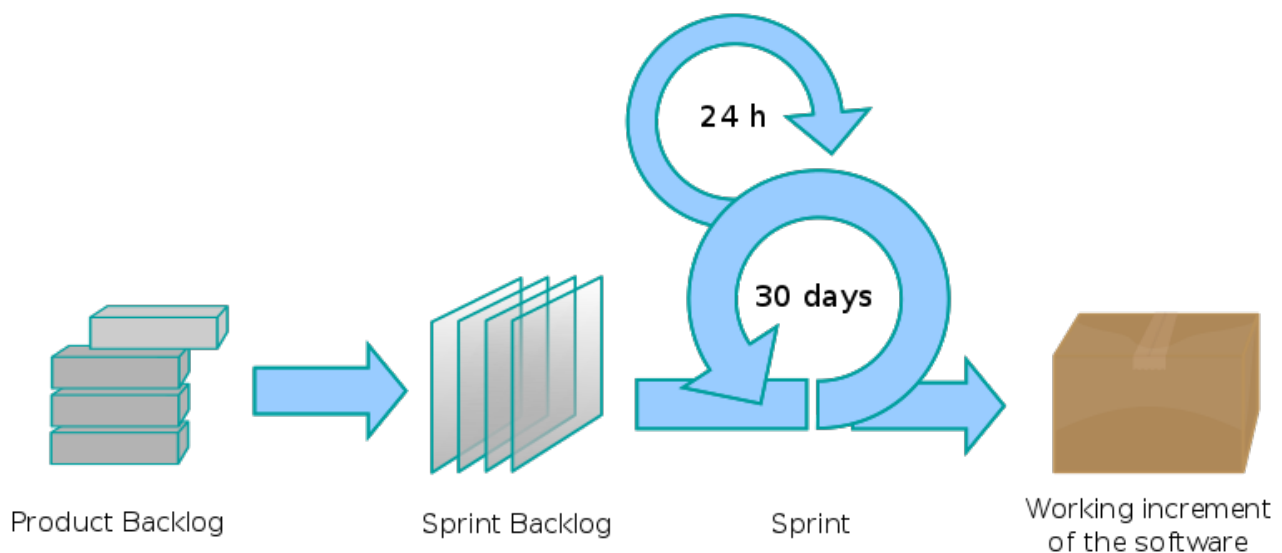 24 h
30 days
Product Backlog
Sprint Backlog
Sprint
Working increment
of the software